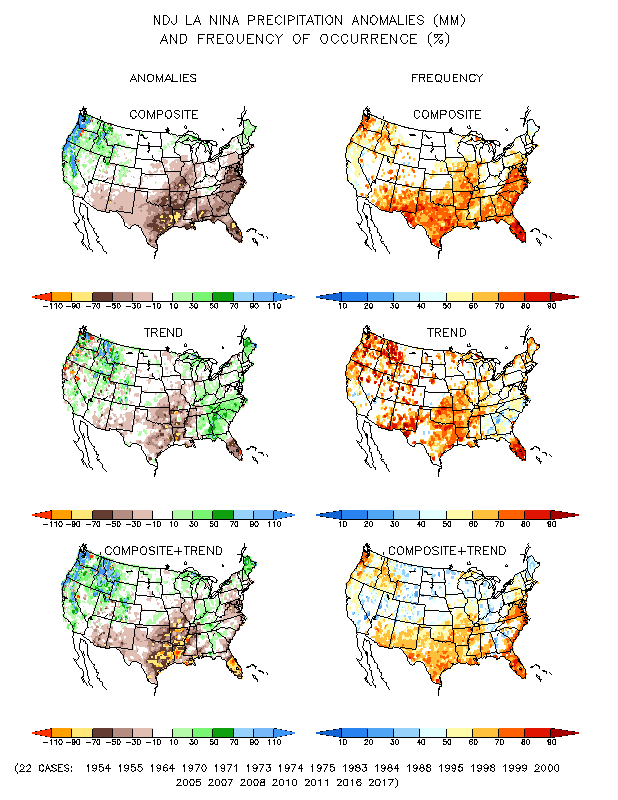 NDJ LA NINA PRECIPITATION ANOMALIES (MM)
AND FREQUENCY OF OCCURRENCE (%)
ANOMALIES
FREQUENCY
COMPOSITE
COMPOSITE
-110 -90 -70 -50 -30 -10 10 30 50 70 90 110
10 20 30 40 50 60 70 80 90
TREND
TREND
-110 -90 -70 -50 -30 -10 10 30 50 70 90 110
10 20 30 40 50 60 70 80 90
COMPOSITE+TREND
COMPOSITE+TREND
-110 -90 -70 -50 -30 -10 10 30 50 70 90 110
10 20 30 40 50 60 70 80 90
(22 CASES: 1954 1955 1964 1970 1971 1973 1974 1975 1983 1984 1988 1995 1998 1999 2000
2005 2007 2008 2010 2011 2016 2017)